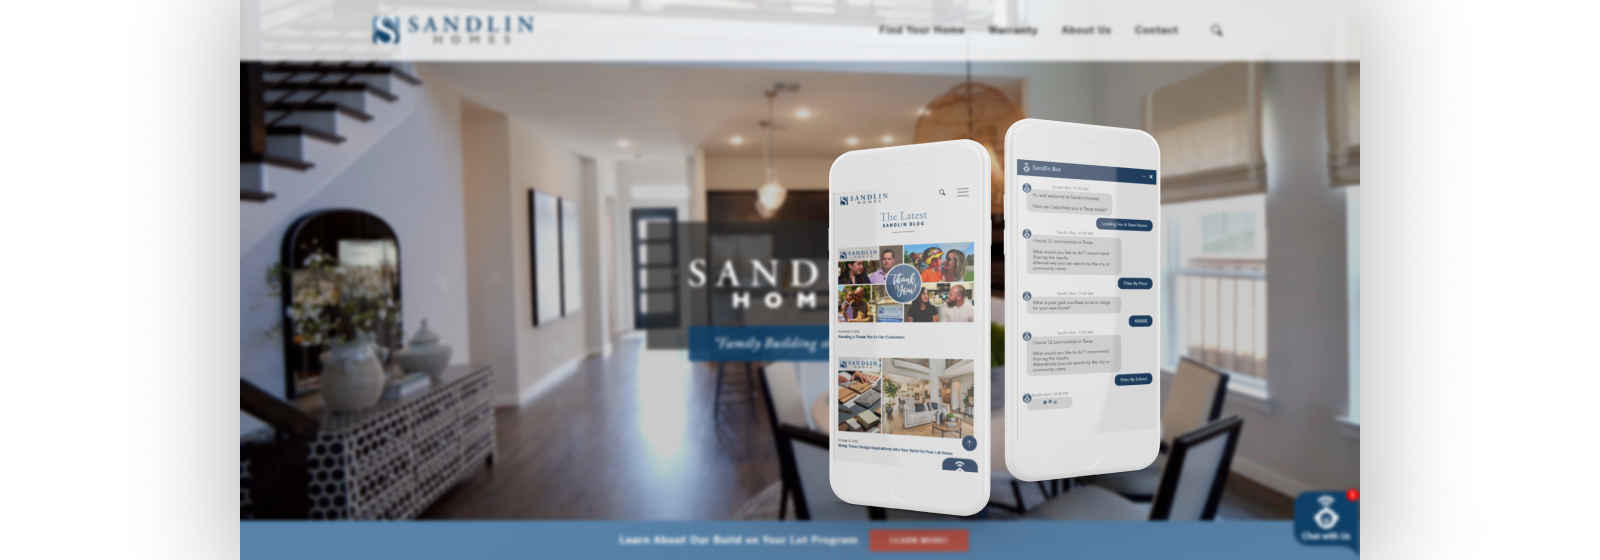 SANDLIN
HOMES
Find Your Home
Warranty
About Us
Contact
SAND
HOM
"Family Building
SANDLIN
HOMES
The Latest
SANDLIN BLOG
SANDLIN
Thank
You!
Sending a Thank You to Our Customers
SANDLIN
Bring These Design Inspirations Into Your Build On Your Lot Home
Sandlin Bot
Hi, and welcome to Sandlin Homes!
How can I best help you in Texas today?
Looking For A New Home
I found 12 communities in Texas.
What would you like to do? I recommend
filtering the results.
Alternatively you can search by the city or
community name.
Filter By Price
What is your goal purchase price or range
for your new home?
I found 12 communities in Texas.
What would you like to do? I recommend
filtering the results.
Alternatively you can search by the city or
community name.
Filter By School
Learn About Our Build on Your Lot Program
LEARN MORE!
Chat with Us